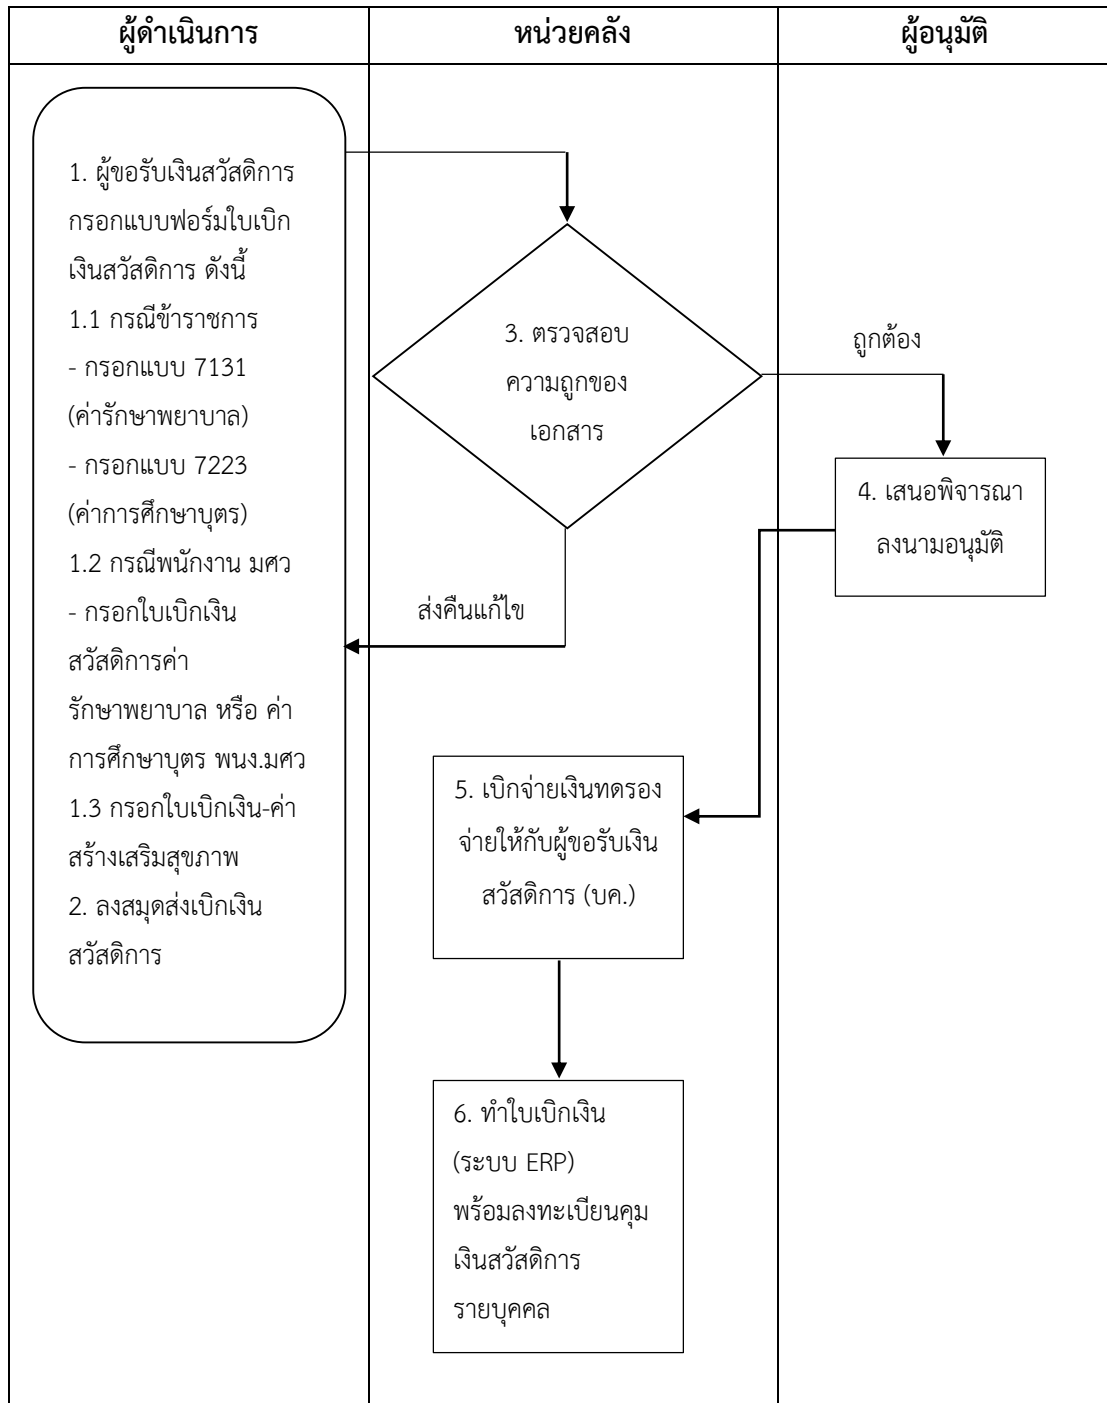 ผู้ดำเนินการ
หน่วยคลัง
ผู้อนุมัติ
1. ผู้ขอรับเงินสวัสดิการ
กรอกแบบฟอร์มใบเบิก
เงินสวัสดิการ ดังนี้
1.1 กรณีข้าราชการ
- กรอกแบบ 7131
(ค่ารักษาพยาบาล)
- กรอกแบบ 7223
(ค่าการศึกษาบุตร)
1.2 กรณีพนักงาน มศว
- กรอกใบเบิกเงิน
สวัสดิการค่า
รักษาพยาบาล หรือ ค่า
การศึกษาบุตร พนง.มศว
1.3 กรอกใบเบิกเงิน-ค่า
สร้างเสริมสุขภาพ
2. ลงสมุดส่งเบิกเงิน
สวัสดิการ
3. ตรวจสอบ
ความถูกของ
เอกสาร
ถูกต้อง
ส่งคืนแก้ไข
4. เสนอพิจารณา
ลงนามอนุมัติ
5. เบิกจ่ายเงินทดรอง
จ่ายให้กับผู้ขอรับเงิน
สวัสดิการ (บค.)
6. ทำใบเบิกเงิน
(ระบบ ERP)
พร้อมลงทะเบียนคุม
เงินสวัสดิการ
รายบุคคล